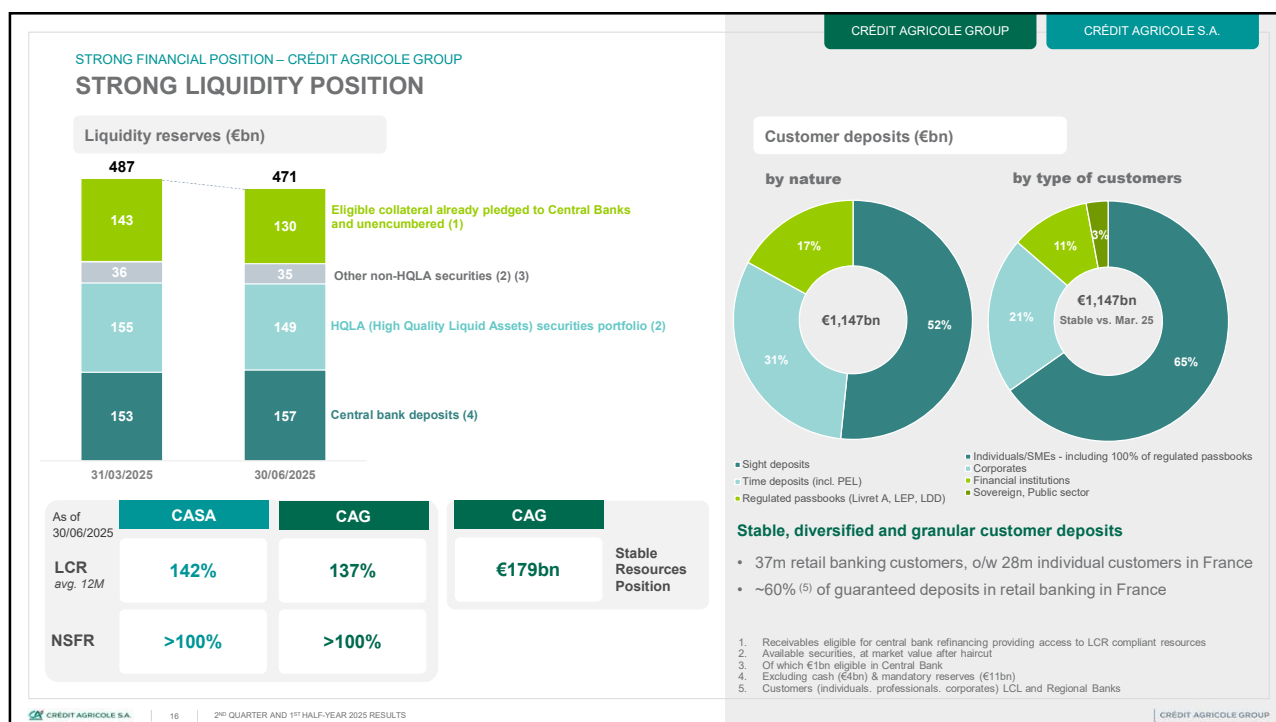 CRÉDIT AGRICOLE GROUP
CRÉDIT AGRICOLE S.A.
STRONG FINANCIAL POSITION – CRÉDIT AGRICOLE GROUP
STRONG LIQUIDITY POSITION
Liquidity reserves (€bn)
487
471
143
130
Eligible collateral already pledged to Central Banks
and unencumbered (1)
36
35
Other non-HQLA securities (2) (3)
155
149
HQLA (High Quality Liquid Assets) securities portfolio (2)
153
157
Central bank deposits (4)
31/03/2025
30/06/2025
As of
30/06/2025
CASA
CAG
CAG
LCR
avg. 12M
142%
137%
€179bn
Stable
Resources
Position
NSFR
>100%
>100%
Customer deposits (€bn)
by nature
17%
€1,147bn
52%
31%
Sight deposits
Time deposits (incl. PEL)
Regulated passbooks (Livret A, LEP, LDD)
by type of customers
3%
11%
€1,147bn
Stable vs. Mar. 25
21%
65%
Individuals/SMEs - including 100% of regulated passbooks
Corporates
Financial institutions
Sovereign, Public sector
Stable, diversified and granular customer deposits
• 37m retail banking customers, o/w 28m individual customers in France
• ~60% (5) of guaranteed deposits in retail banking in France
1. Receivables eligible for central bank refinancing providing access to LCR compliant resources
2. Available securities, at market value after haircut
3. Of which €1bn eligible in Central Bank
4. Excluding cash (€4bn) & mandatory reserves (€11bn)
5. Customers (individuals. professionals. corporates) LCL and Regional Banks
CRÉDIT AGRICOLE S.A.
16
2ND QUARTER AND 1ST HALF-YEAR 2025 RESULTS
CRÉDIT AGRICOLE GROUP